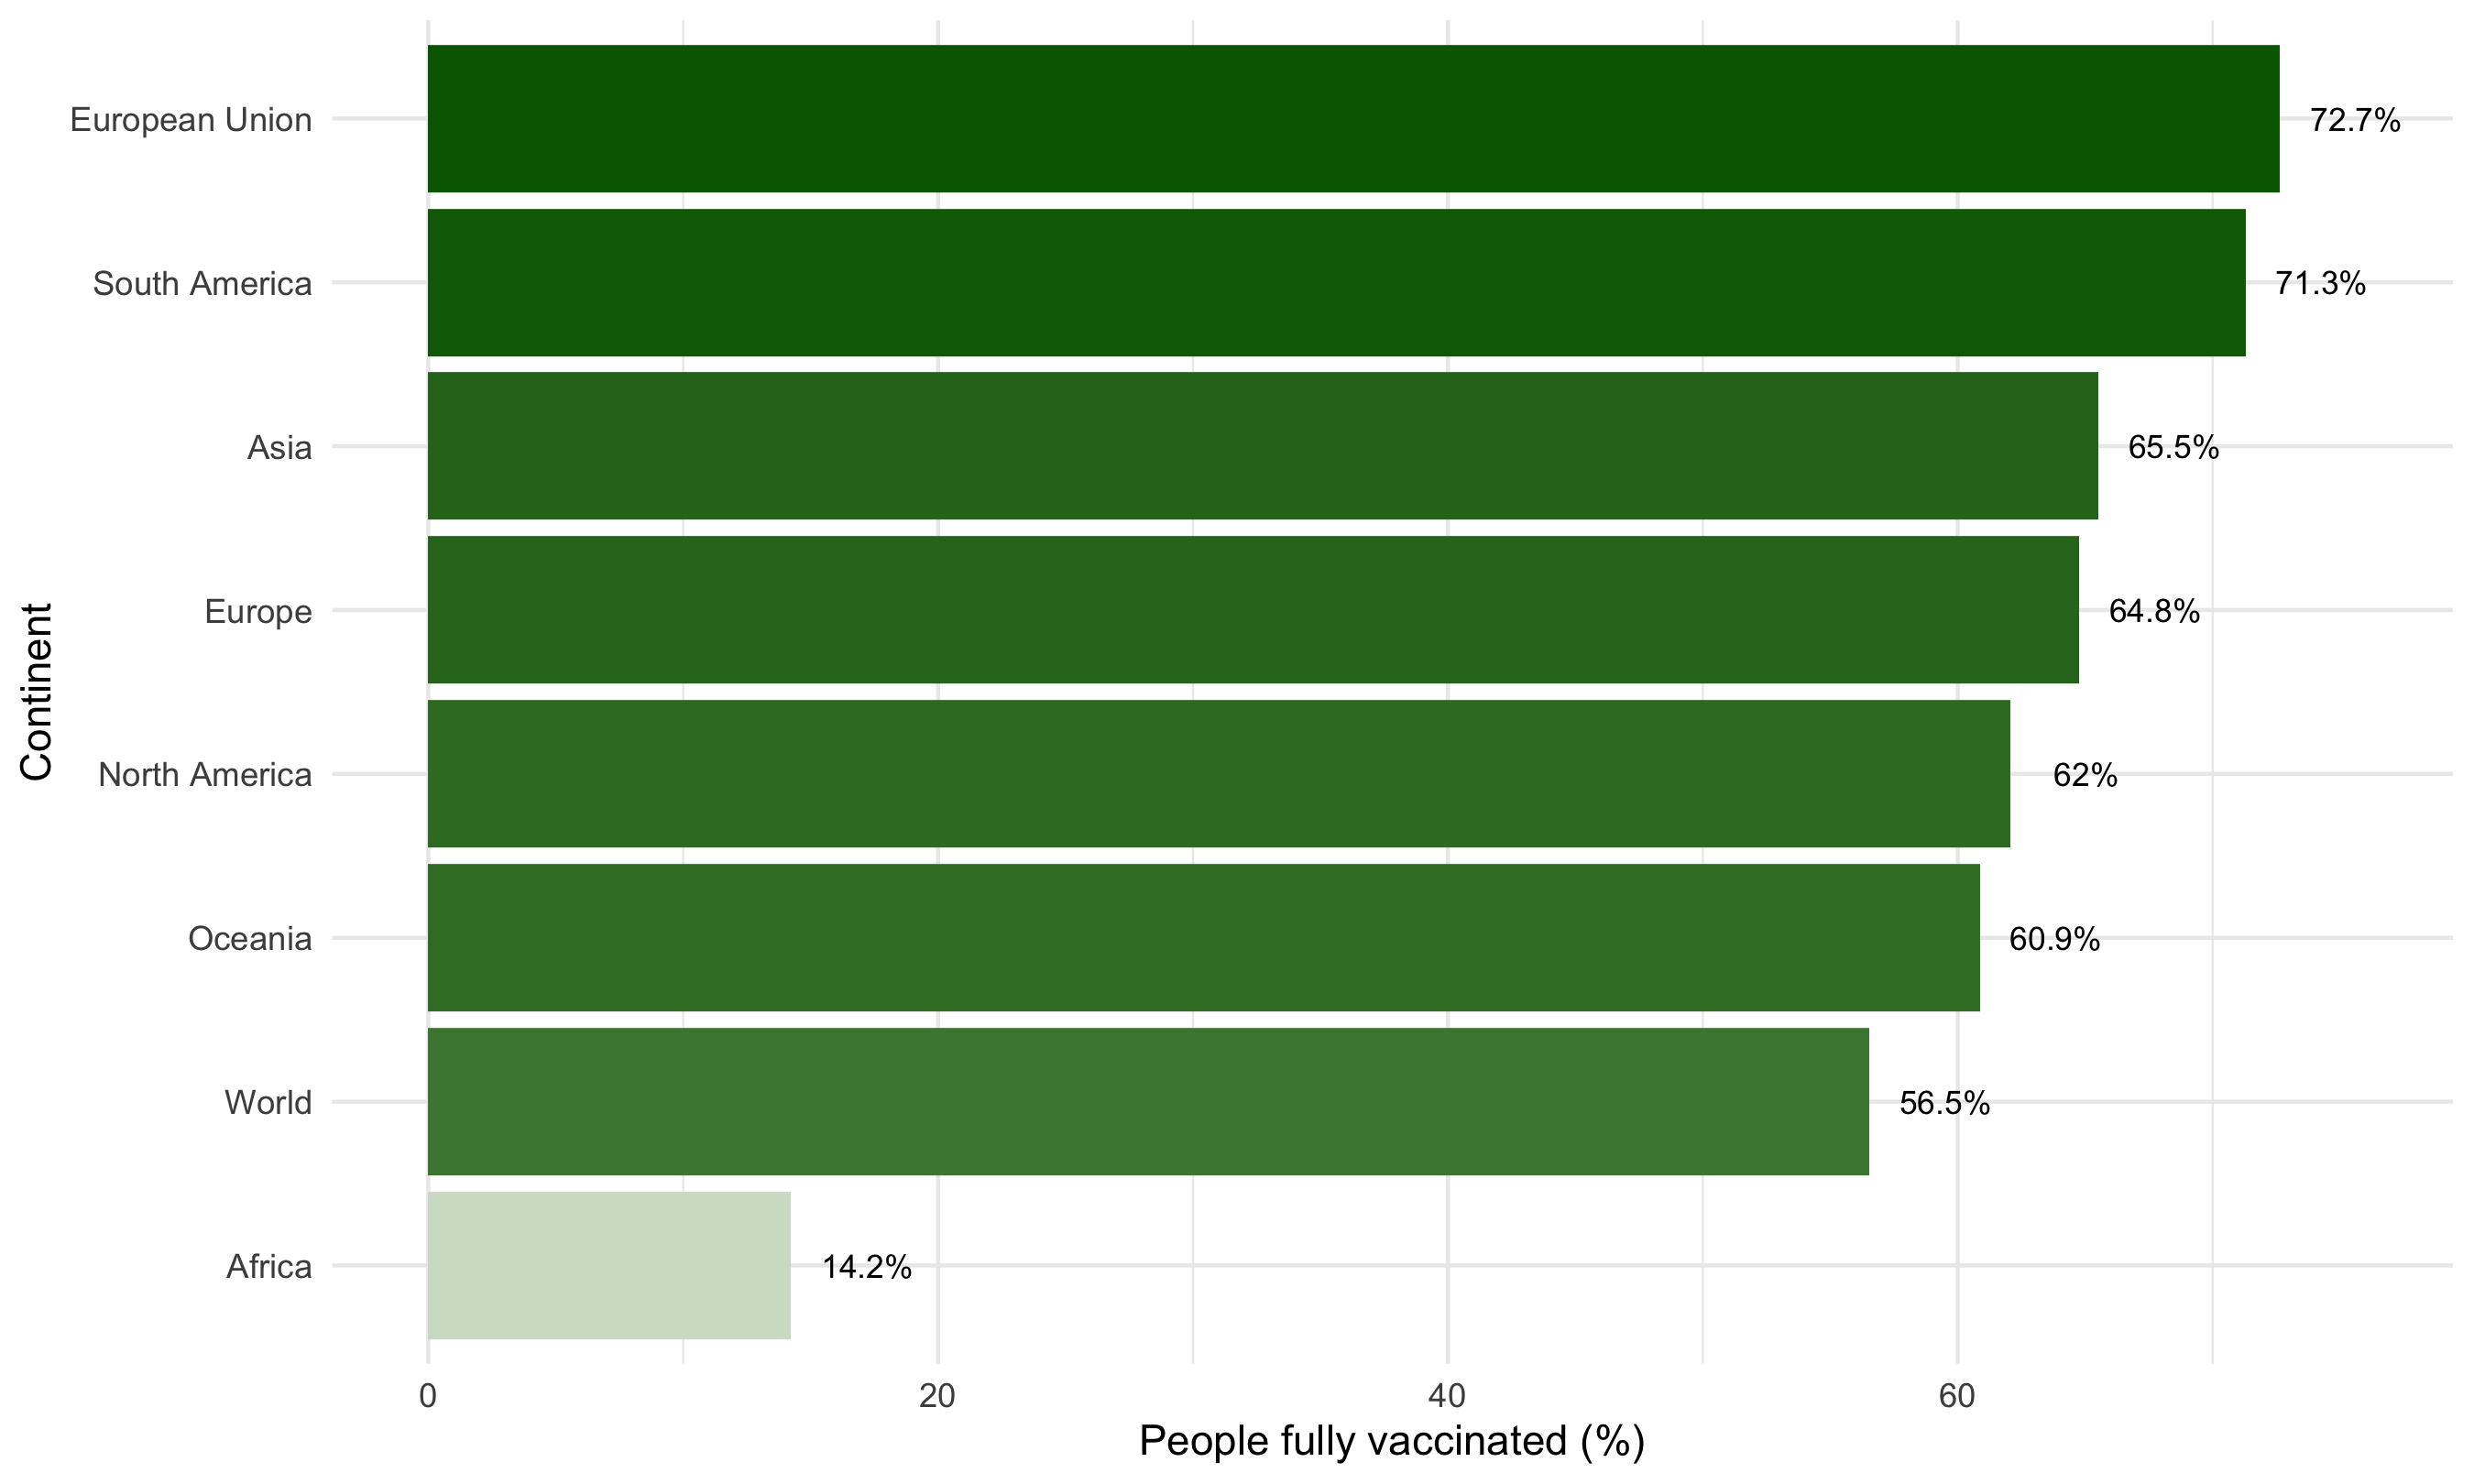 European Union
72.7%
South America
71.3%
Asia
65.5%
Europe
64.8%
North America
62%
Oceania
60.9%
World
56.5%
Africa
14.2%
Continent
0
20
40
60
People fully vaccinated (%)